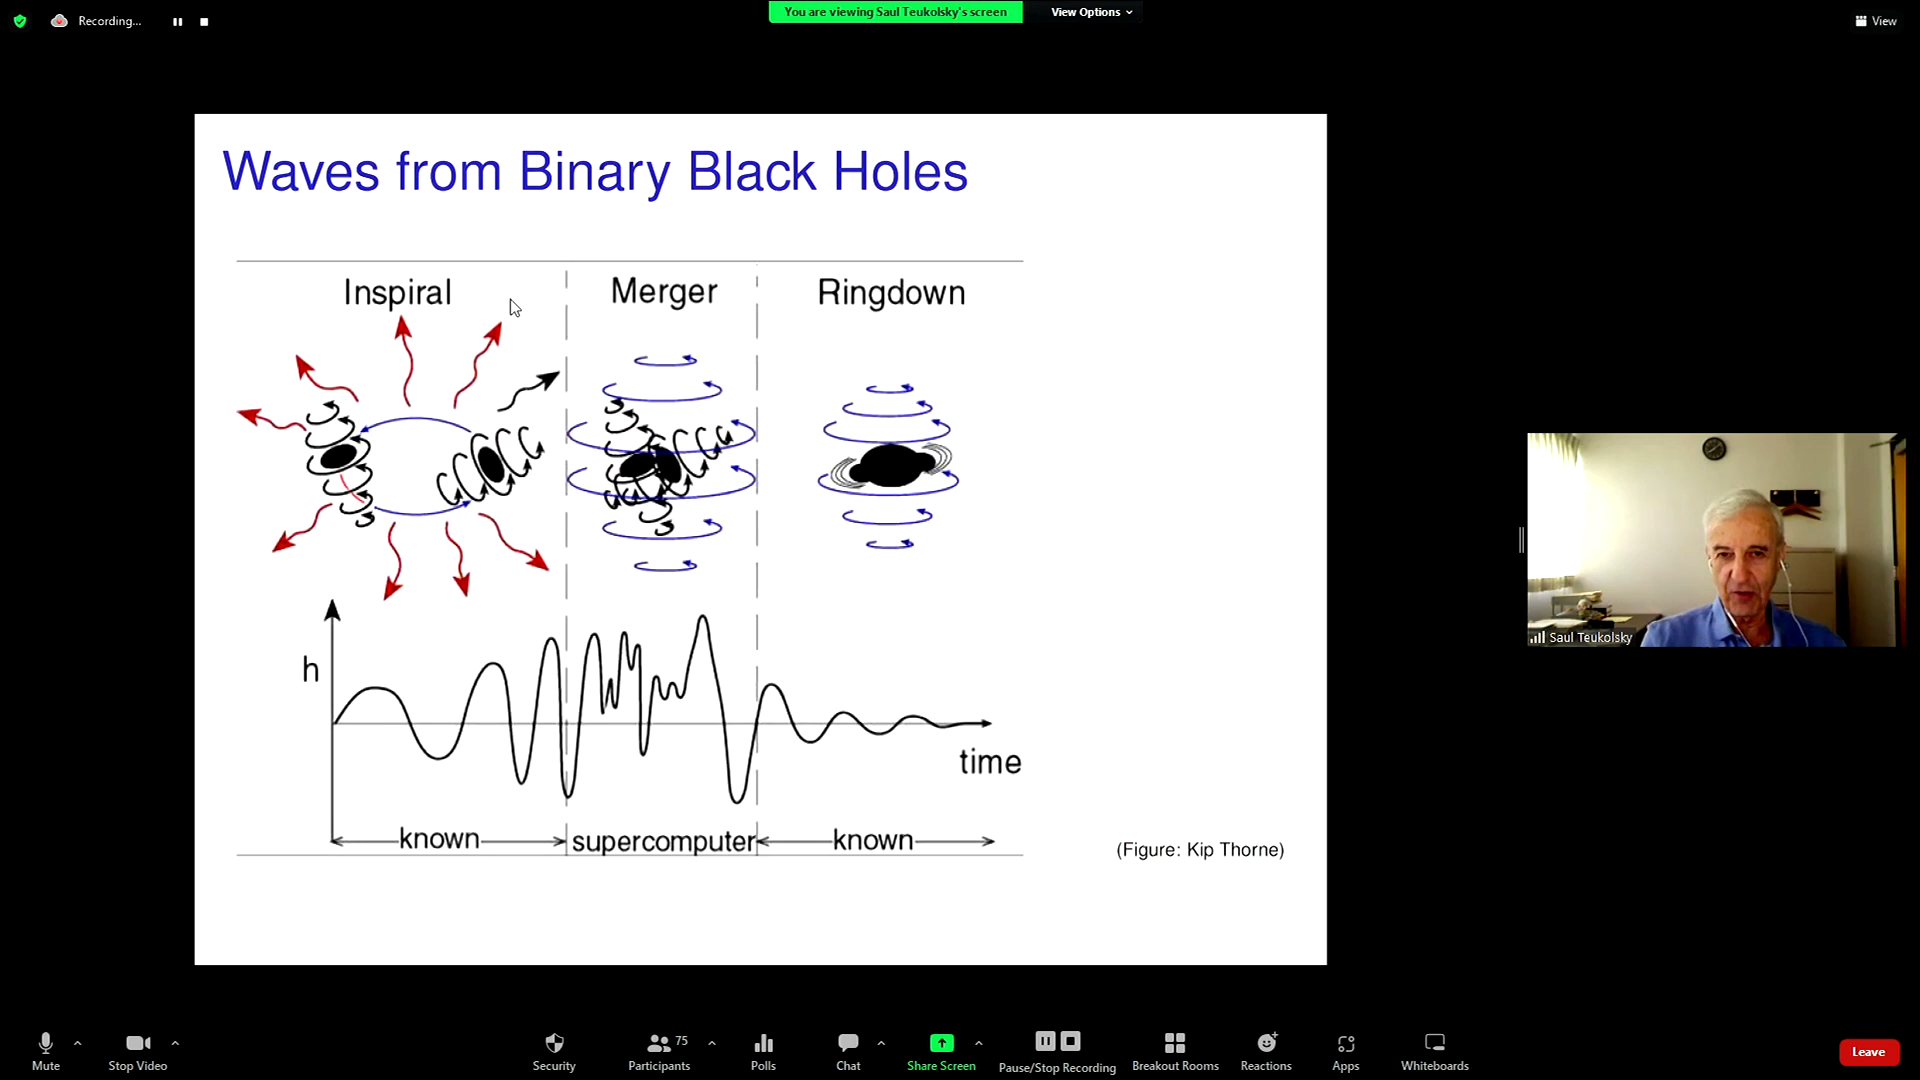 Recording...
You are viewing Saul Teukolsky's screen
View Options
View
Waves from Binary Black Holes
Inspiral
Merger
Ringdown
h
time
known
supercomputer
known
(Figure: Kip Thorne)
Saul Teukolsky
Mute
Stop Video
Security
Participants
75
Polls
Chat
Share Screen
Pause/Stop Recording
Breakout Rooms
Reactions
Apps
Whiteboards
Leave